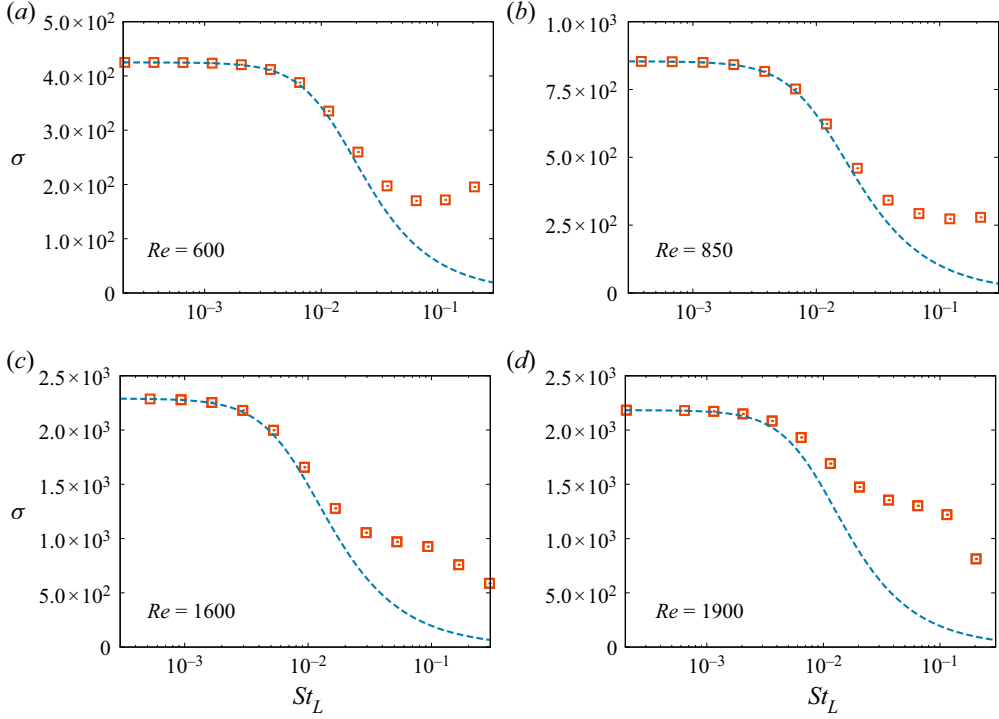 (a)
5.0×10²
4.0×10²
3.0×10²
2.0×10²
1.0×10²
0
σ
Re = 600
10⁻³
10⁻²
10⁻¹
(b)
1.0×10³
7.5×10²
5.0×10²
2.5×10²
0
Re = 850
10⁻³
10⁻²
10⁻¹
(c)
2.5×10³
2.0×10³
1.5×10³
1.0×10³
5.0×10²
0
σ
Re = 1600
10⁻³
10⁻²
10⁻¹
St_L
(d)
2.5×10³
2.0×10³
1.5×10³
1.0×10³
5.0×10²
0
Re = 1900
10⁻³
10⁻²
10⁻¹
St_L